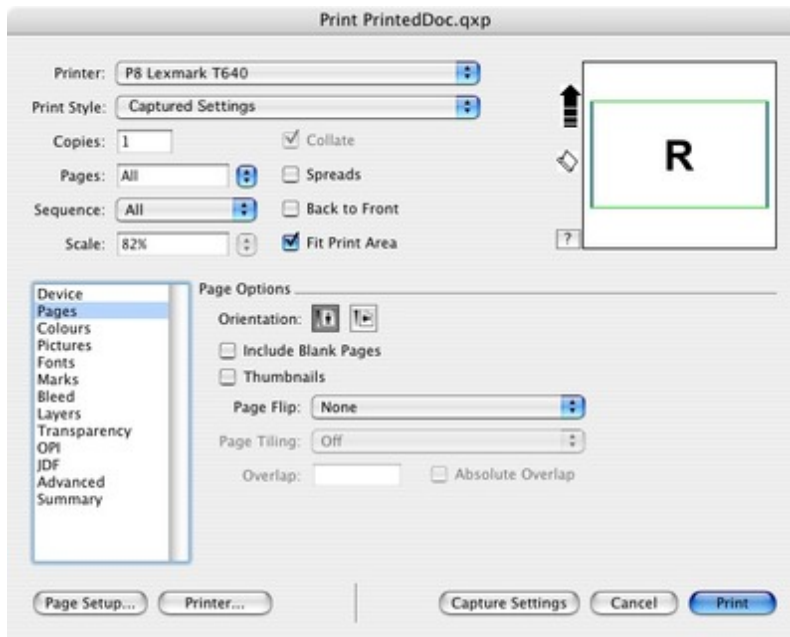 Print PrintedDoc.qxp
Printer: P8 Lexmark T640
Print Style: Captured Settings
Copies: 1 Collate
Pages: All Spreads
Sequence: All Back to Front
Scale: 82% Fit Print Area
R
?
Device
Pages
Colours
Pictures
Fonts
Marks
Bleed
Layers
Transparency
OPI
JDF
Advanced
Summary
Page Options
Orientation:
Include Blank Pages
Thumbnails
Page Flip: None
Page Tiling: Off
Overlap: Absolute Overlap
Page Setup... Printer... Capture Settings Cancel Print